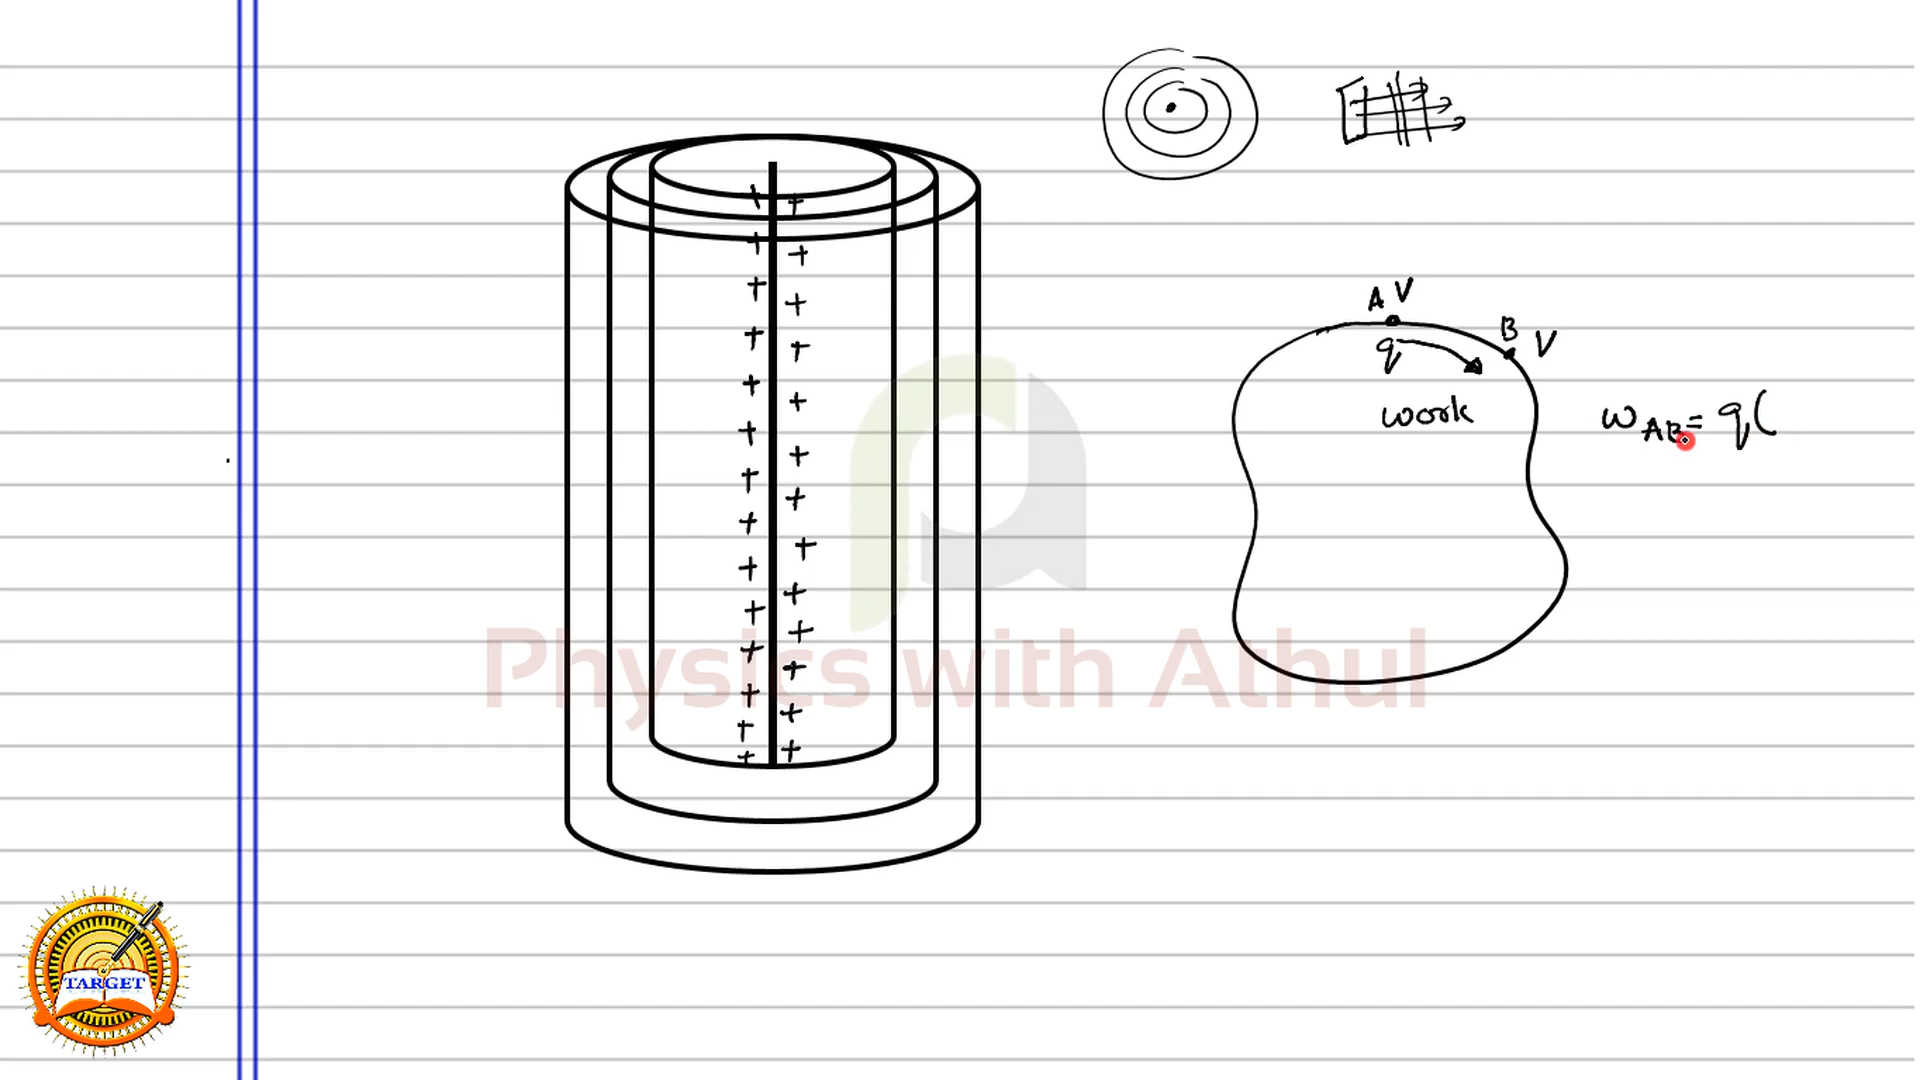 A V
B V
q
work
W_AB = q(
Physics with Athul
TARGET